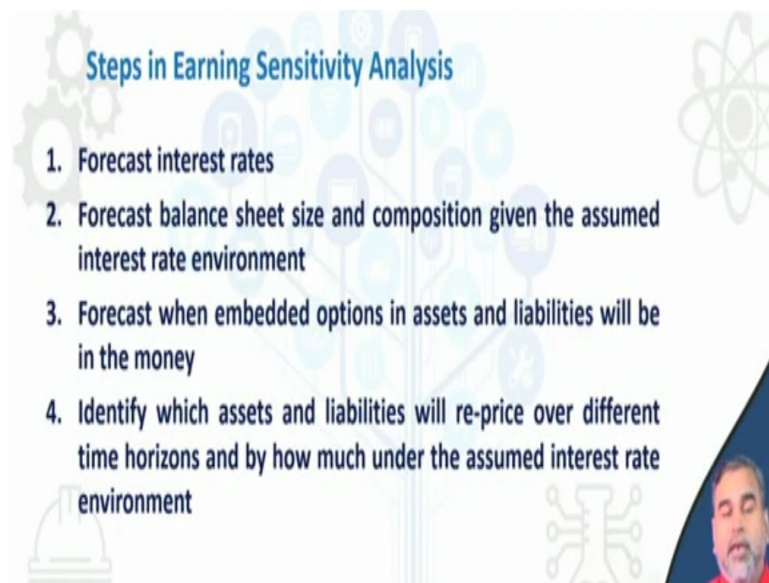 Steps in Earning Sensitivity Analysis
1. Forecast interest rates
2. Forecast balance sheet size and composition given the assumed
interest rate environment
3. Forecast when embedded options in assets and liabilities will be
in the money
4. Identify which assets and liabilities will re-price over different
time horizons and by how much under the assumed interest rate
environment